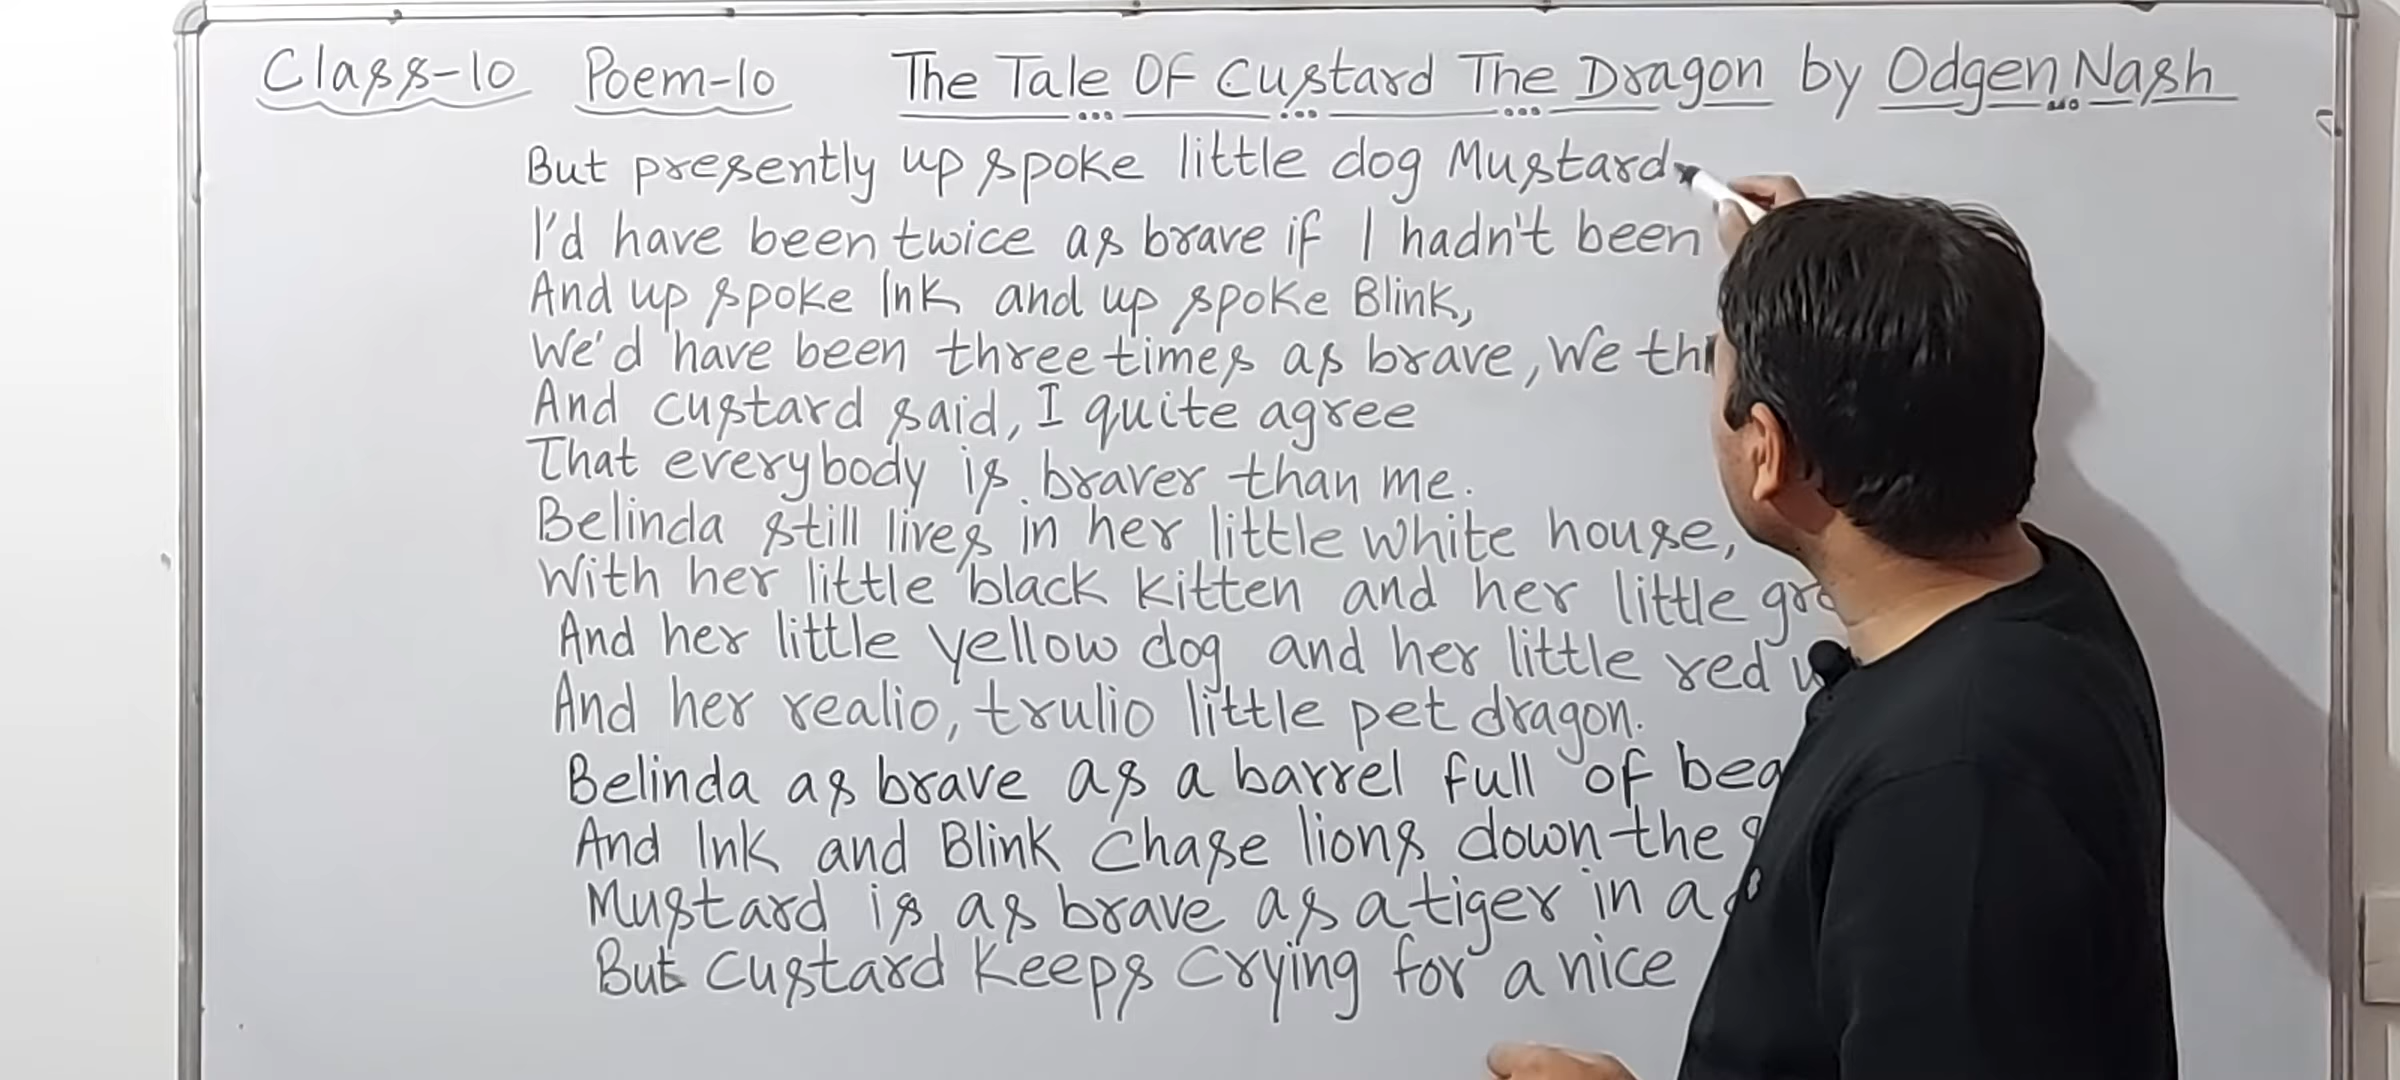 Class-10 Poem-10 The Tale OF Custard The Dragon by Odgen Nash
But presently up spoke little dog Mustard
I'd have been twice as brave if I hadn't been
And up spoke Ink and up spoke Blink,
We'd have been three times as brave, We
And custard said, I quite agree
That everybody is braver than me.
Belinda still lives in her little white house,
With her little black kitten and her little
And her little yellow dog and her little red
And her realio, trulio little pet dragon.
Belinda as brave as a barrel full of
And Ink and Blink chase lions down the
Mustard is as brave as a tiger in a
But custard keeps crying for a nice